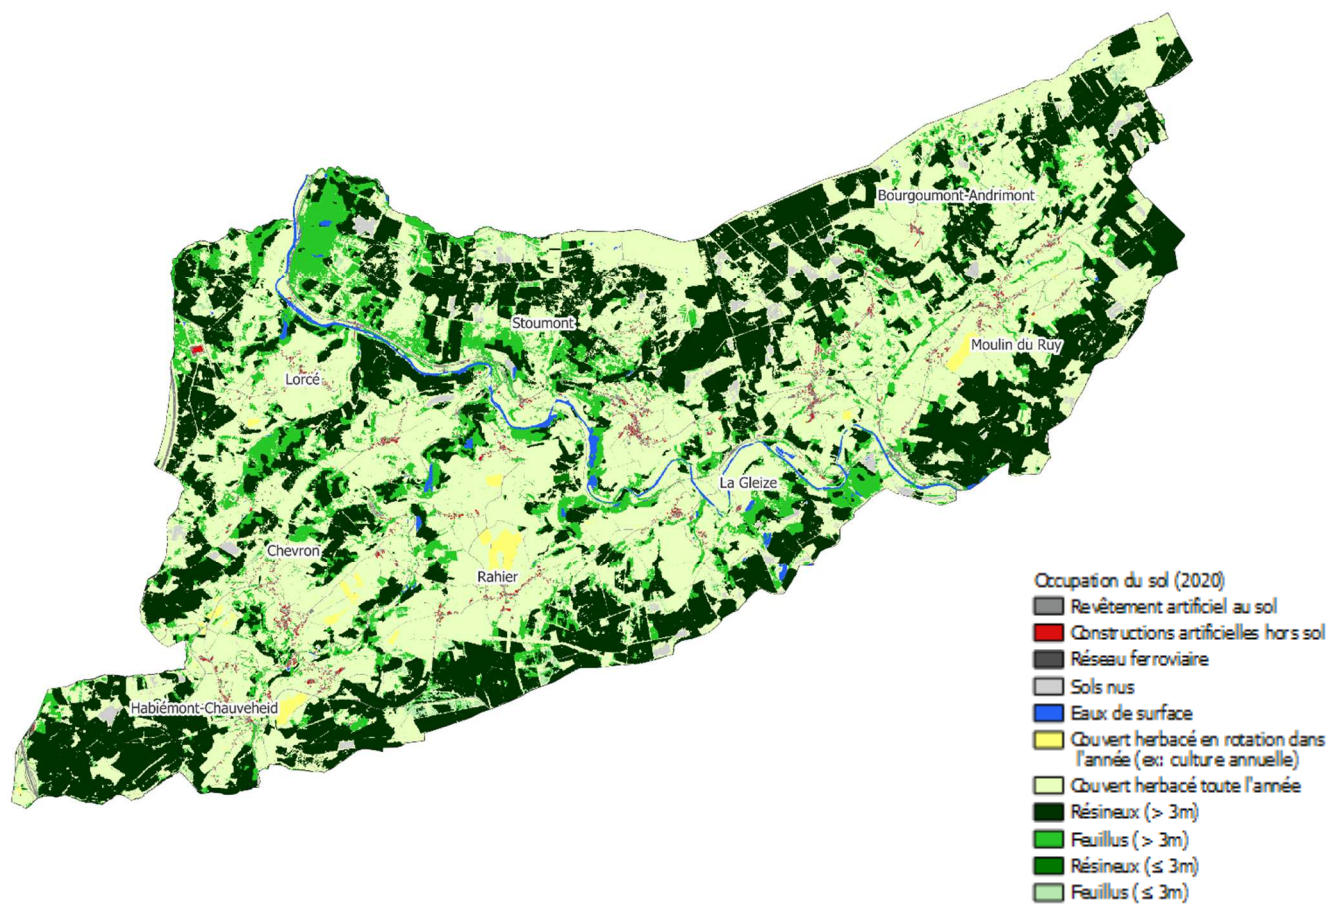 Bourgoumont-Andrimont
Stoumont
Moulin du Ruy
Lorcé
La Gleize
Chevron
Rahier
Habiémont-Chauveheid
Occupation du sol (2020)
Revêtement artificiel au sol
Constructions artificielles hors sol
Réseau ferroviaire
Sols nus
Eaux de surface
Couvert herbacé en rotation dans
l'année (ex: culture annuelle)
Couvert herbacé toute l'année
Résineux (> 3m)
Feuillus (> 3m)
Résineux (≤ 3m)
Feuillus (≤ 3m)